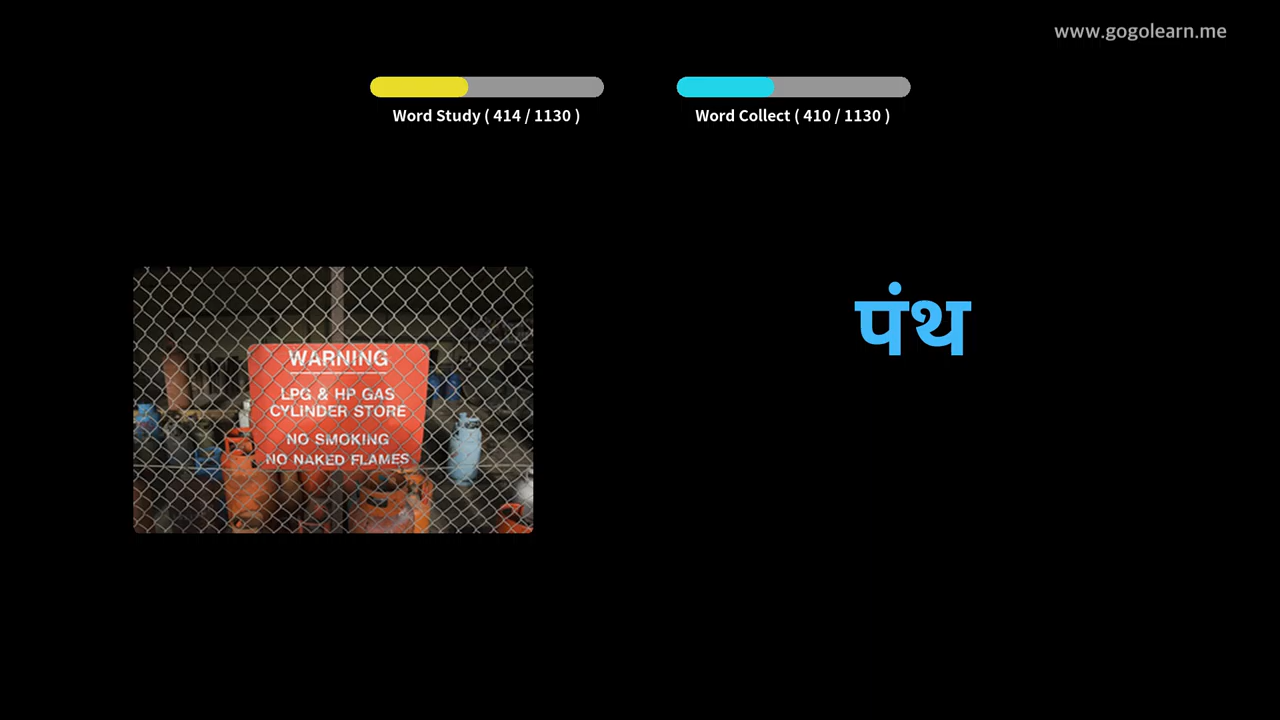 www.gogolearn.me
Word Study ( 414 / 1130 )
Word Collect ( 410 / 1130 )
पंथ
WARNING
LPG & HP GAS
CYLINDER STORE
NO SMOKING
NO NAKED FLAMES